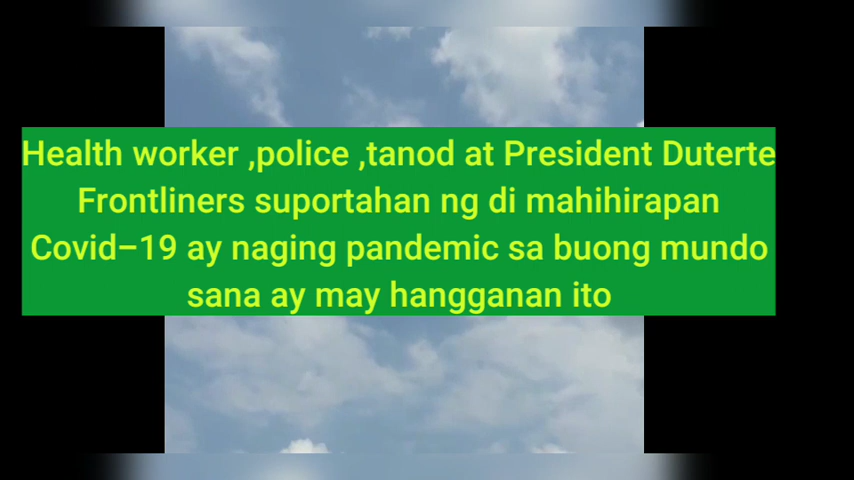 Health worker ,police ,tanod at President Duterte
Frontliners suportahan ng di mahihirapan
Covid–19 ay naging pandemic sa buong mundo
sana ay may hangganan ito